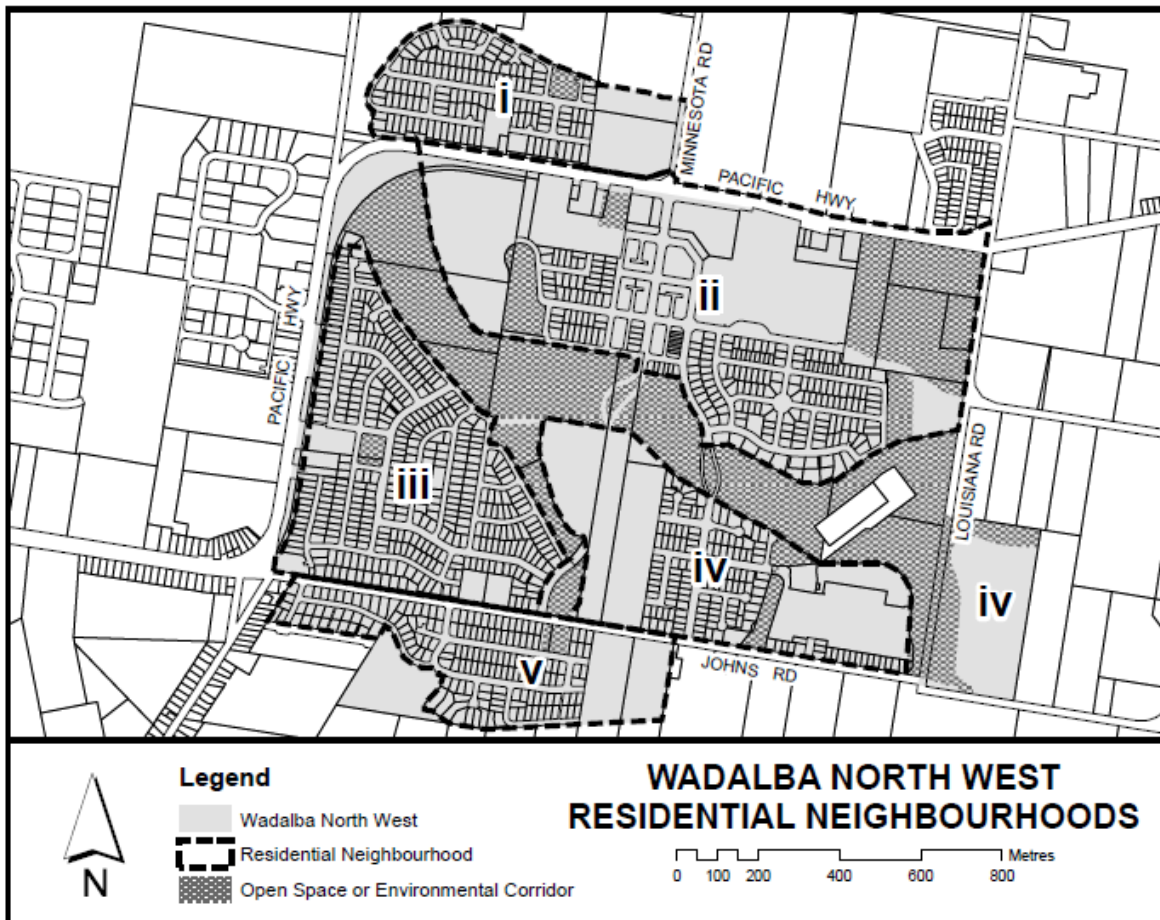 i
MINNESOTA RD
PACIFIC HWY
ii
PACIFIC HWY
iii
LOUISIANA RD
iv
iv
v
JOHNS RD
Legend
Wadalba North West
Residential Neighbourhood
Open Space or Environmental Corridor
N
WADALBA NORTH WEST
RESIDENTIAL NEIGHBOURHOODS
Metres
0 100 200 400 600 800